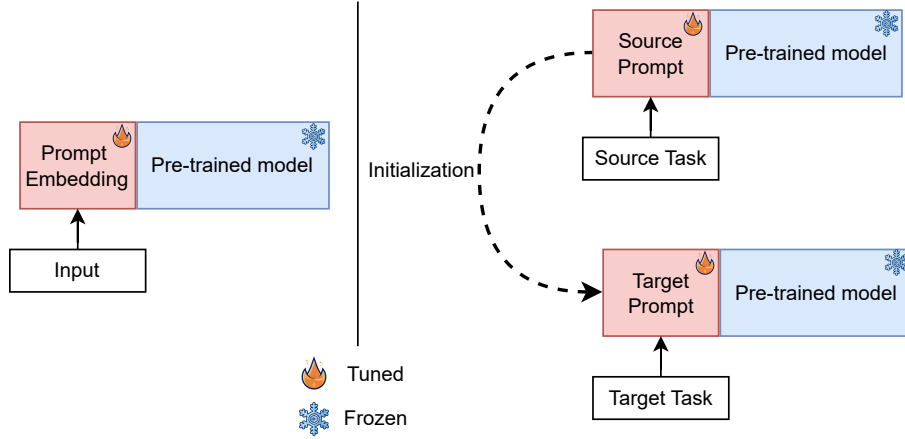 Prompt
Embedding
Pre-trained model
Input
Initialization
Source
Prompt
Pre-trained model
Source Task
Target
Prompt
Pre-trained model
Target Task
Tuned
Frozen